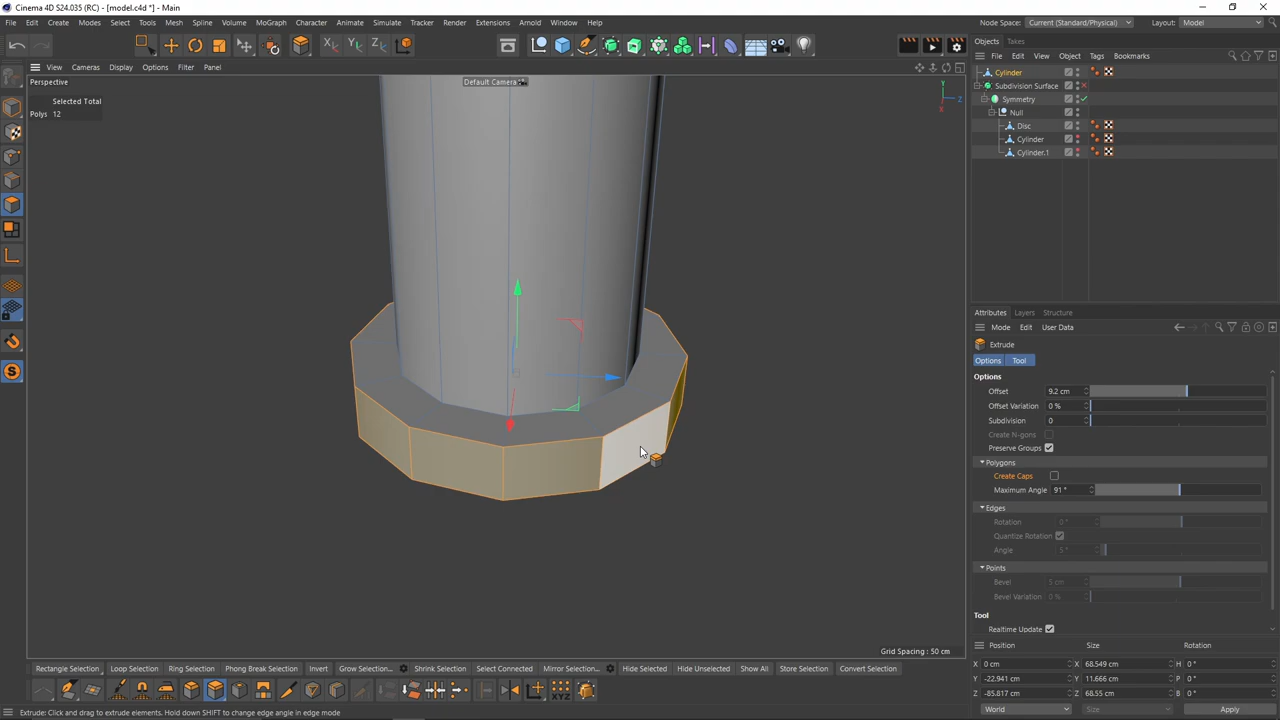 Cinema 4D S24.035 (RC) - [model.c4d *] - Main
File Edit Create Modes Select Tools Mesh Spline Volume MoGraph Character Animate Simulate Tracker Render Extensions Arnold Window Help
Node Space: Current (Standard/Physical) Layout: Model
Objects Takes
File Edit View Object Tags Bookmarks
View Cameras Display Options Filter Panel
Perspective
Default Camera
Selected Total
Polys 12
Y
Z
X
Cylinder
Subdivision Surface
Symmetry
Null
Disc
Cylinder
Cylinder.1
Attributes Layers Structure
Mode Edit User Data
Extrude
Options Tool
Options
Offset 9.2 cm
Offset Variation 0 %
Subdivision 0
Create N-gons
Preserve Groups
Polygons
Create Caps
Maximum Angle 91 °
Edges
Rotation 0 °
Quantize Rotation
Angle 5 °
Points
Bevel 5 cm
Bevel Variation 0 %
Tool
Realtime Update
Grid Spacing : 50 cm
Position Size Rotation
X 0 cm X 68.549 cm H 0 °
Y -22.941 cm Y 11.666 cm P 0 °
Z -85.817 cm Z 68.55 cm B 0 °
World Size Apply
Rectangle Selection Loop Selection Ring Selection Phong Break Selection Invert Grow Selection... Shrink Selection Select Connected Mirror Selection... Hide Selected Hide Unselected Show All Store Selection Convert Selection
Extrude: Click and drag to extrude elements. Hold down SHIFT to change edge angle in edge mode